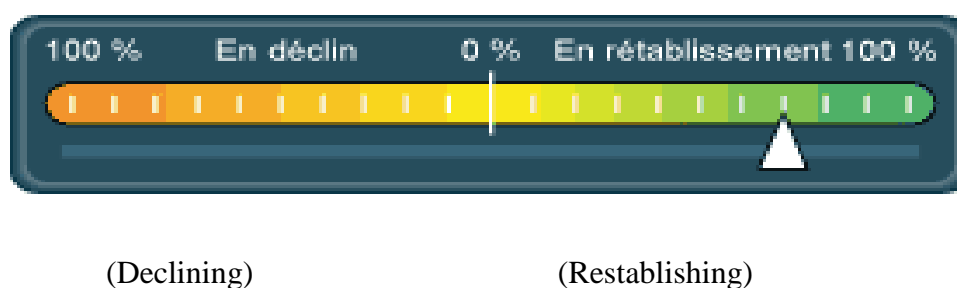 100 % En déclin 0 % En rétablissement 100 %
(Declining) (Restablishing)